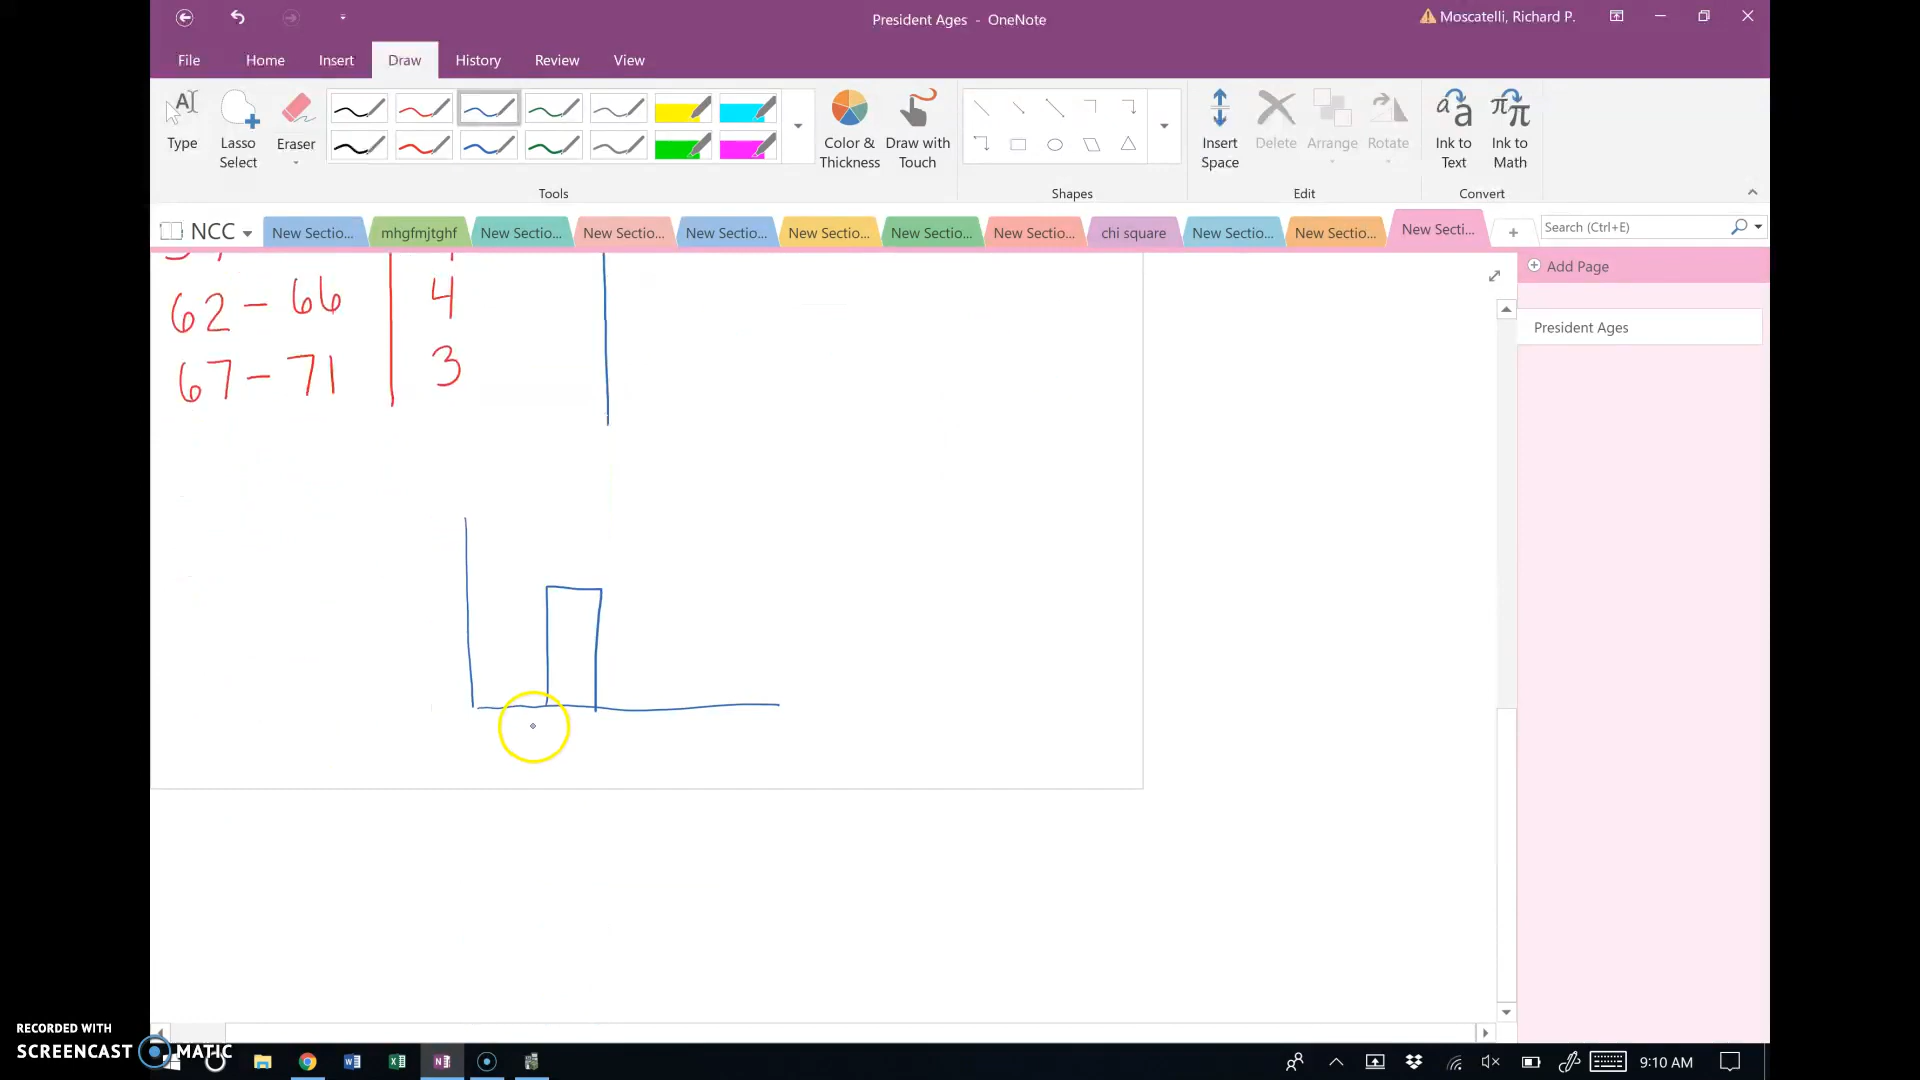 President Ages - OneNote
Moscatelli, Richard P.
File Home Insert Draw History Review View
Type
Lasso Select
Eraser
Color & Thickness
Draw with Touch
Insert Space
Delete
Arrange
Rotate
Ink to Text
Ink to Math
Tools Shapes Edit Convert
NCC New Sectio... mhgfmjtghf New Sectio... New Sectio... New Sectio... New Sectio... New Sectio... New Sectio... chi square New Sectio... New Sectio... New Secti... Search (Ctrl+E)
Add Page
President Ages
62 - 66 4
67 - 71 3
RECORDED WITH
SCREENCAST MATIC
9:10 AM